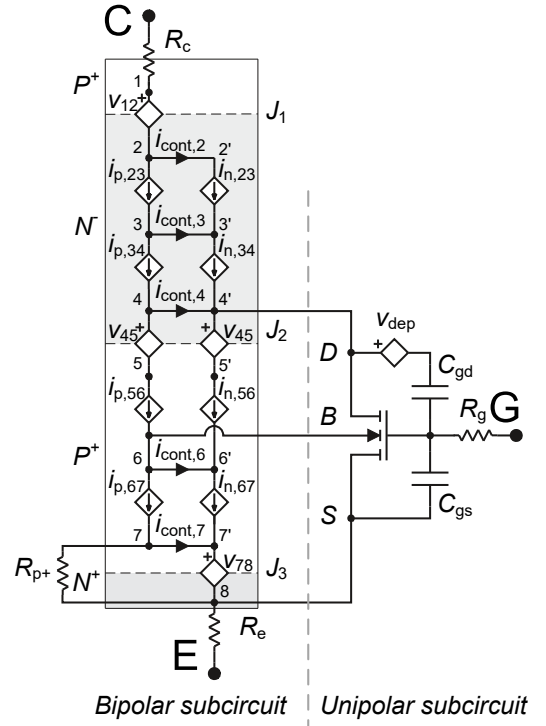 C
Rc
P+
1
v12
+
J1
2
icont,2
2'
ip,23
in,23
N-
3
icont,3
3'
ip,34
in,34
4
icont,4
4'
v45
+
+
v45
J2
5
5'
ip,56
in,56
P+
6
icont,6
6'
ip,67
in,67
7
icont,7
7'
Rp+
N+
+
v78
J3
8
Re
E
vdep
D
+
Cgd
B
Rg
G
S
Cgs
Bipolar subcircuit
Unipolar subcircuit